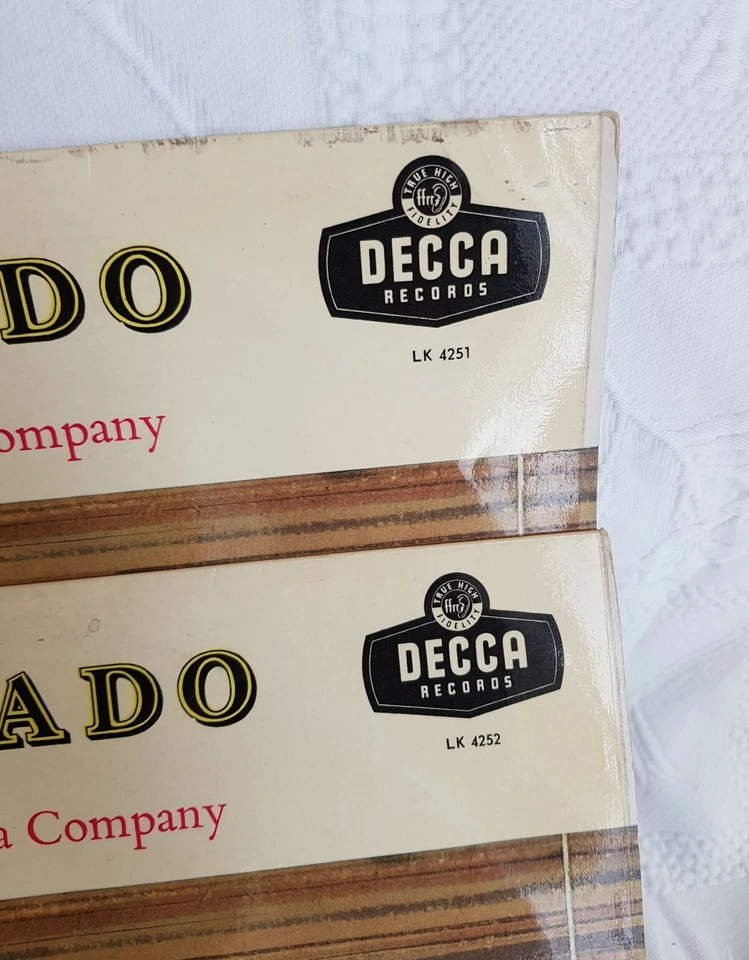 TRUE HIGH
ffrr
FIDELITY
DECCA
RECORDS
DO
LK 4251
ompany
TRUE HIGH
ffrr
FIDELITY
DECCA
RECORDS
ADO
LK 4252
a Company